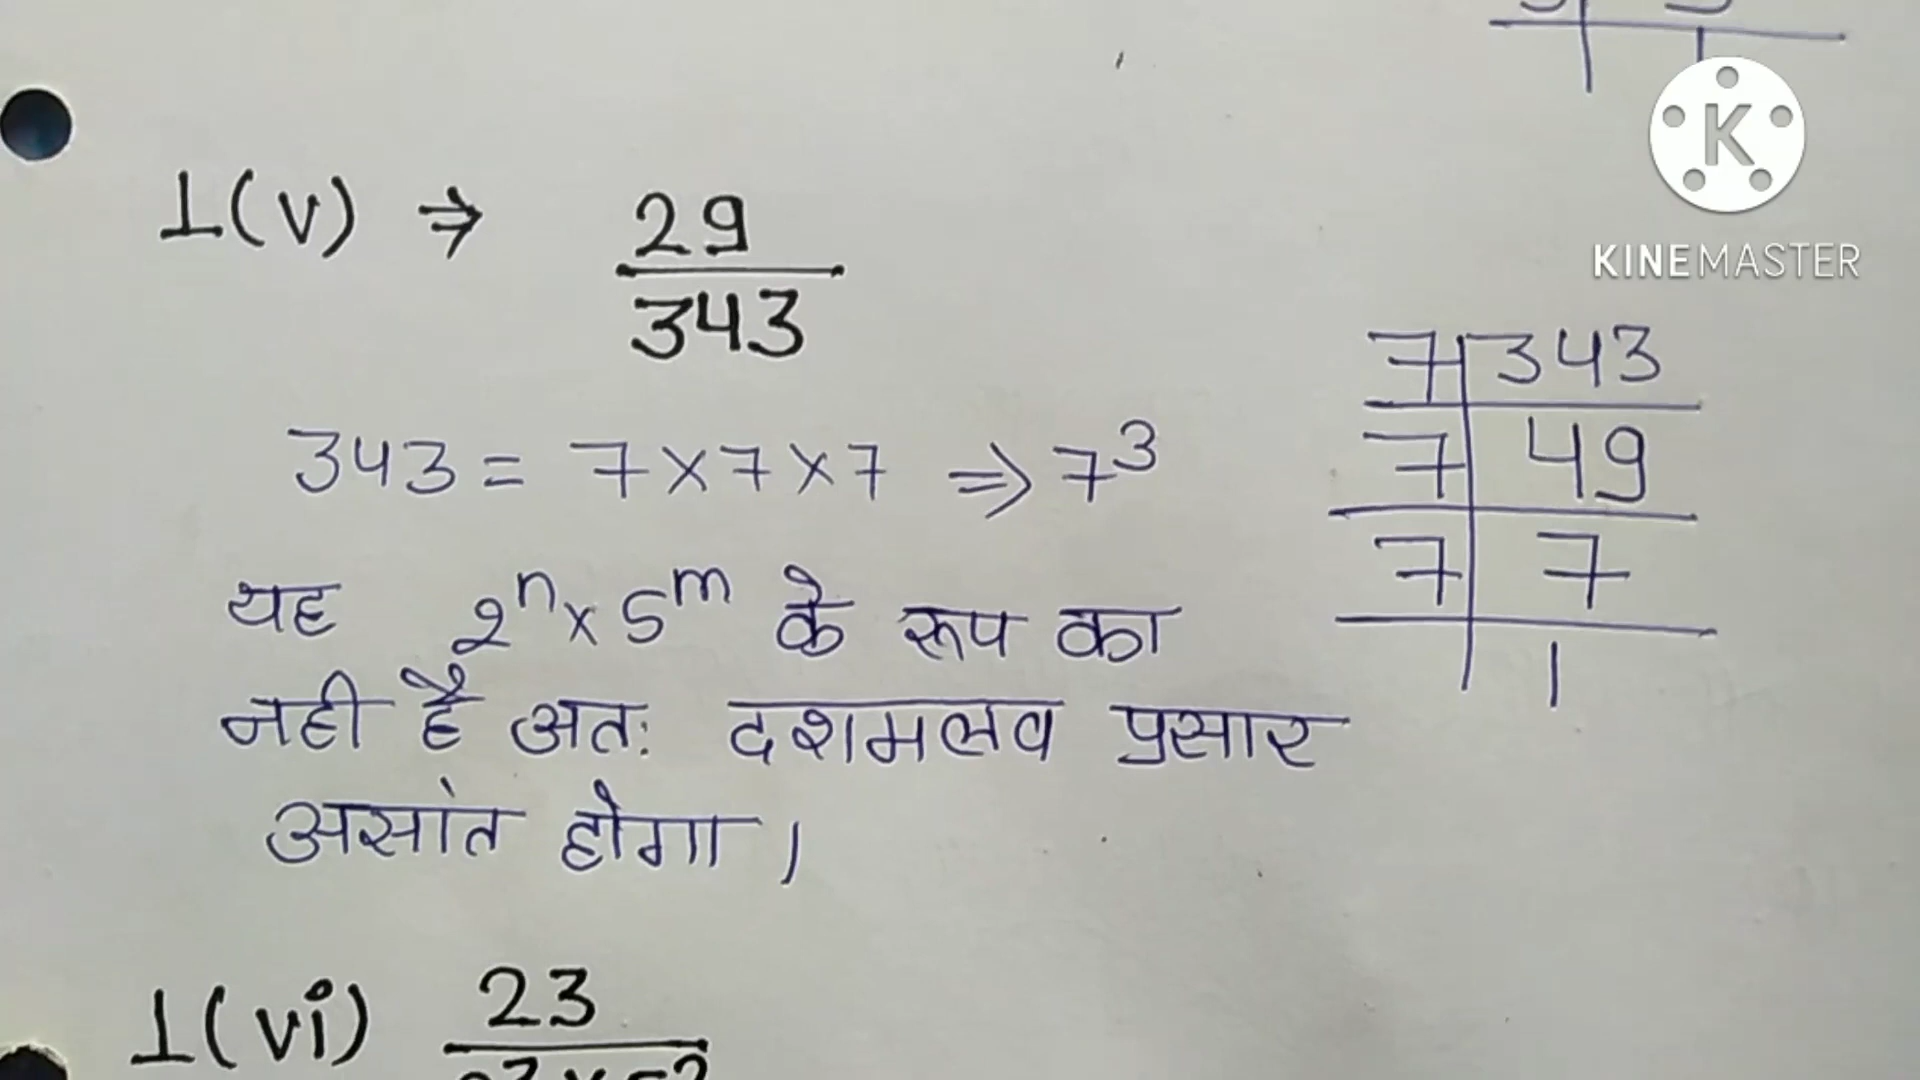 1(v) ⇒ 29/343
KINEMASTER
343 = 7×7×7 ⇒ 7³
7 | 343
7 | 49
7 | 7
1
यह 2ⁿ × 5ᵐ के रूप का
नही है अतः दशमलव प्रसार
असांत होगा।
1(vi) 23